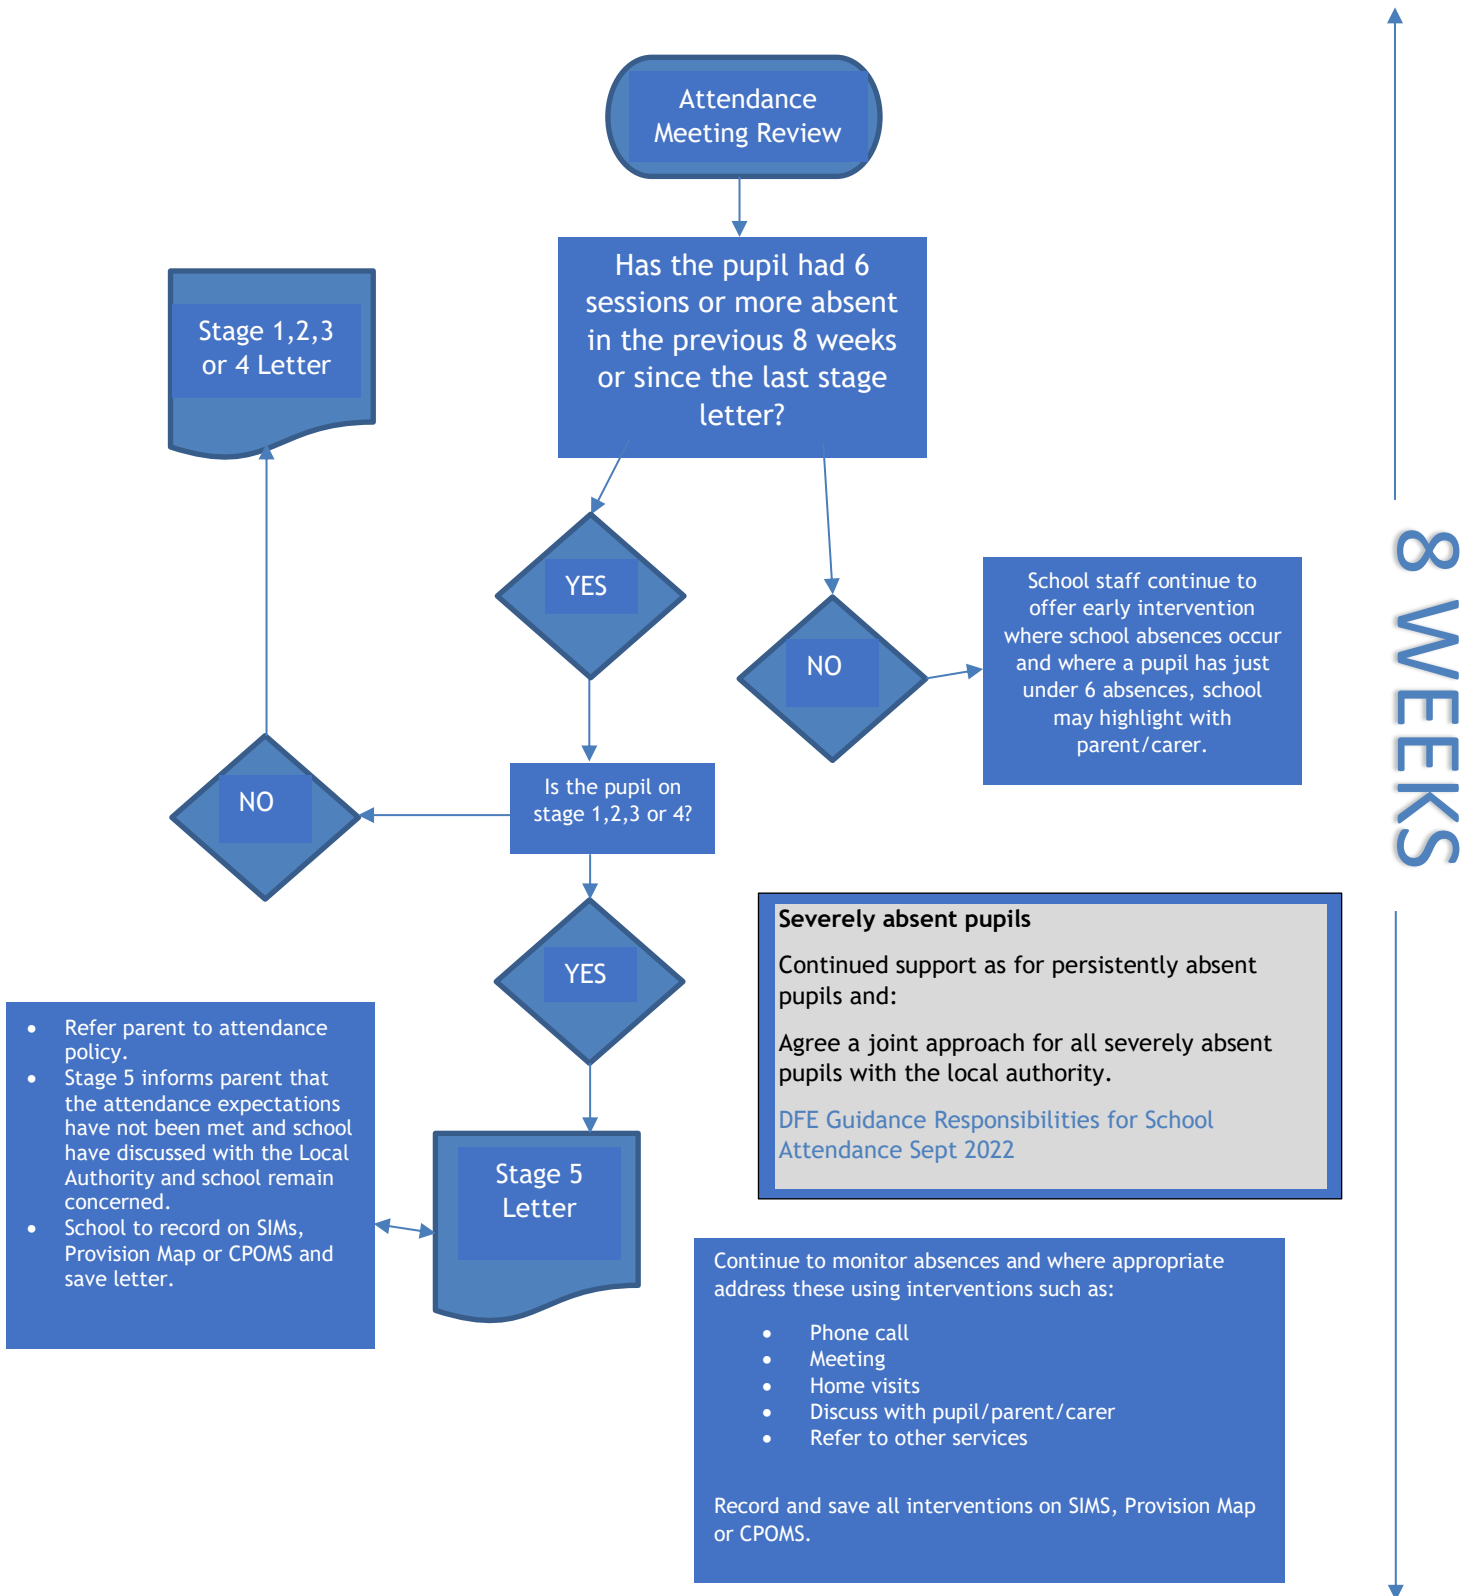 Attendance
Meeting Review
Has the pupil had 6
sessions or more absent
in the previous 8 weeks
or since the last stage
letter?
Stage 1,2,3
or 4 Letter
YES
NO
School staff continue to
offer early intervention
where school absences occur
and where a pupil has just
under 6 absences, school
may highlight with
parent/carer.
8 WEEKS
Is the pupil on
stage 1,2,3 or 4?
NO
YES
Severely absent pupils
Continued support as for persistently absent
pupils and:
Agree a joint approach for all severely absent
pupils with the local authority.
DFE Guidance Responsibilities for School
Attendance Sept 2022
• Refer parent to attendance
policy.
• Stage 5 informs parent that
the attendance expectations
have not been met and school
have discussed with the Local
Authority and school remain
concerned.
• School to record on SIMs,
Provision Map or CPOMS and
save letter.
Stage 5
Letter
Continue to monitor absences and where appropriate
address these using interventions such as:
• Phone call
• Meeting
• Home visits
• Discuss with pupil/parent/carer
• Refer to other services
Record and save all interventions on SIMS, Provision Map
or CPOMS.